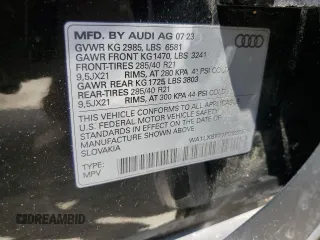 MFD. BY AUDI AG 07-23
GVWR KG 2985, LBS 6581
GAWR FRONT KG1470, LBS 3241
FRONT-TIRES 285/40 R21
9,5JX21 RIMS, AT 280 KPA 41 PSI COLD
GAWR REAR KG 1725 LBS 3803
REAR-TIRES 285/40 R21
9,5JX21 RIMS, AT 300 KPA 44 PSI COLD
THIS VEHICLE CONFORMS TO ALL
APPLICABLE FEDERAL MOTOR VEHICLE
SAFETY STANDARDS IN EFFECT ON THE
DATE OF MANUFACTURE SHOWN ABOVE.
SLOVAKIA
TYPE:
MPV
© BIDMAND